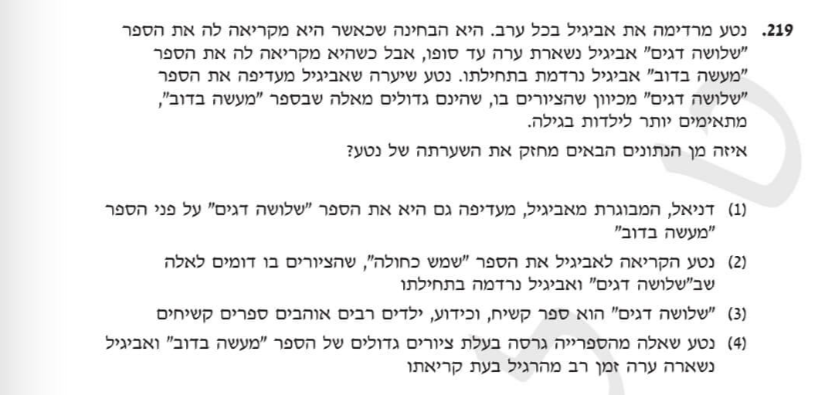 219. נטע מרדימה את אביגיל בכל ערב. היא הבחינה שכאשר היא מקריאה לה את הספר
"שלושה דגים" אביגיל נשארת ערה עד סופו, אבל כשהיא מקריאה לה את הספר
"מעשה בדוב" אביגיל נרדמת בתחילתו. נטע שיערה שאביגיל מעדיפה את הספר
"שלושה דגים" מכיוון שהציורים בו, שהינם גדולים מאלה שבספר "מעשה בדוב",
מתאימים יותר לילדות בגילה.
איזה מן הנתונים הבאים מחזק את השערתה של נטע?
(1) דניאל, המבוגרת מאביגיל, מעדיפה גם היא את הספר "שלושה דגים" על פני הספר
"מעשה בדוב"
(2) נטע הקריאה לאביגיל את הספר "שמש כחולה", שהציורים בו דומים לאלה
שב"שלושה דגים" ואביגיל נרדמה בתחילתו
(3) "שלושה דגים" הוא ספר קשיח, וכידוע, ילדים רבים אוהבים ספרים קשיחים
(4) נטע שאלה מהספרייה גרסה בעלת ציורים גדולים של הספר "מעשה בדוב" ואביגיל
נשארה ערה זמן רב מהרגיל בעת קריאתו